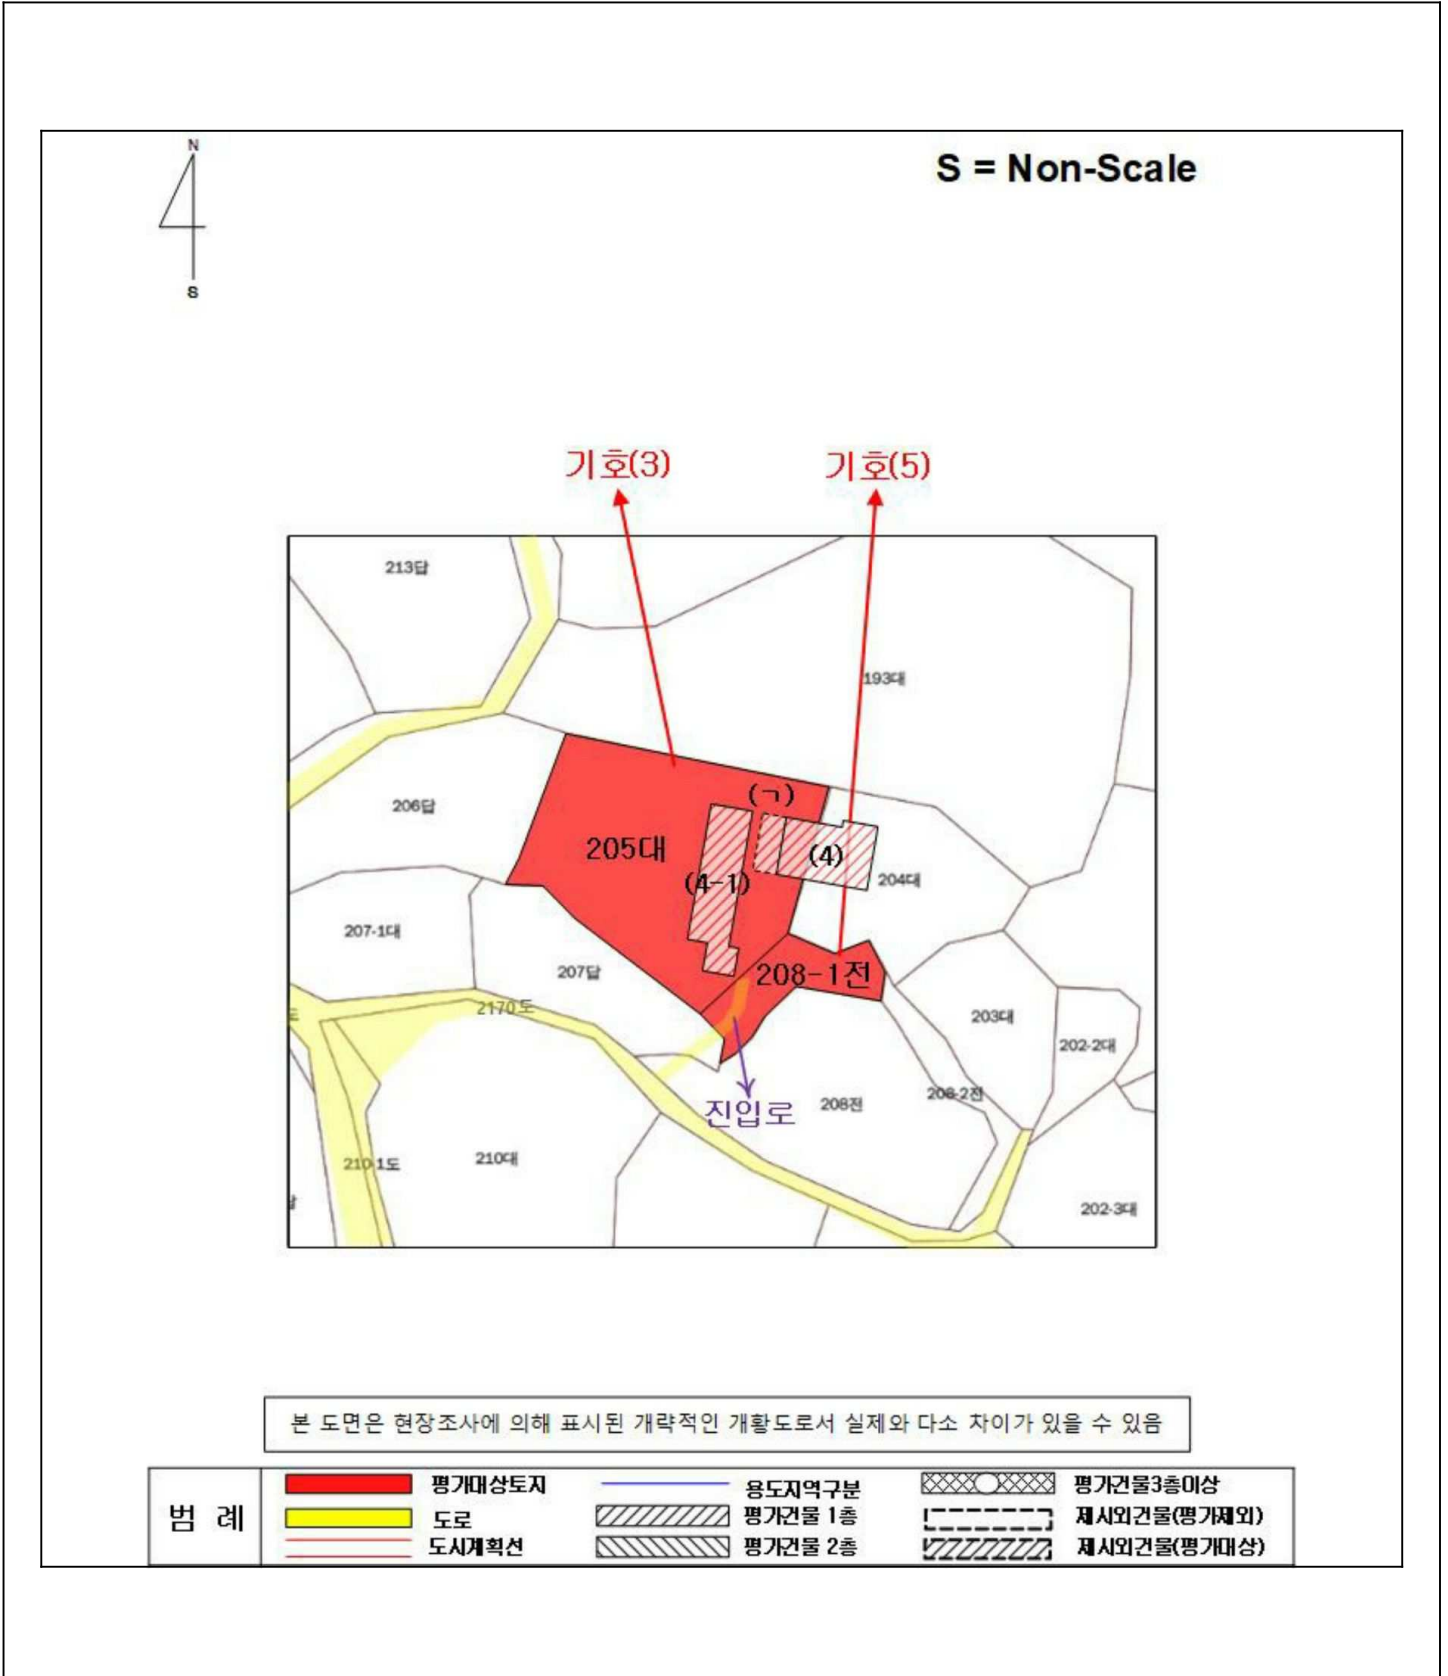 N
S = Non-Scale
S
기호(3)
기호(5)
213답
193대
206답
(ㄱ)
205대
(4)
(4-1)
204대
207-1대
207답
208-1전
2170도
도
203대
202-2대
208-2전
208전
진입로
210-1도
210대
202-3대
본 도면은 현장조사에 의해 표시된 개략적인 개황도로서 실제와 다소 차이가 있을 수 있음
범 례
평가대상토지
용도지역구분
평가건물3층이상
도로
평가건물 1층
제시외건물(평가제외)
도시계획선
평가건물 2층
제시외건물(평가대상)